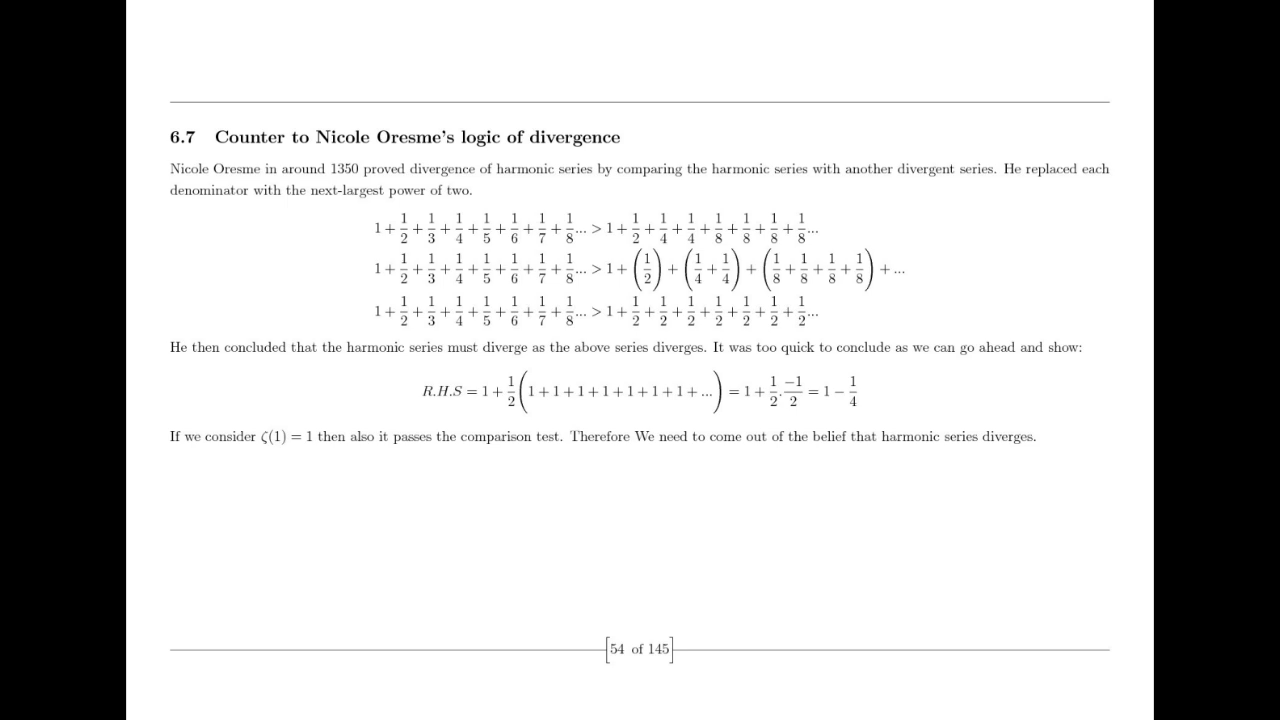 6.7 Counter to Nicole Oresme's logic of divergence
Nicole Oresme in around 1350 proved divergence of harmonic series by comparing the harmonic series with another divergent series. He replaced each
denominator with the next-largest power of two.
1 + 1/2 + 1/3 + 1/4 + 1/5 + 1/6 + 1/7 + 1/8... > 1 + 1/2 + 1/4 + 1/4 + 1/8 + 1/8 + 1/8 + 1/8...
1 + 1/2 + 1/3 + 1/4 + 1/5 + 1/6 + 1/7 + 1/8... > 1 + (1/2) + (1/4 + 1/4) + (1/8 + 1/8 + 1/8 + 1/8) + ...
1 + 1/2 + 1/3 + 1/4 + 1/5 + 1/6 + 1/7 + 1/8... > 1 + 1/2 + 1/2 + 1/2 + 1/2 + 1/2 + 1/2 + 1/2...
He then concluded that the harmonic series must diverge as the above series diverges. It was too quick to conclude as we can go ahead and show:
R.H.S = 1 + 1/2 (1 + 1 + 1 + 1 + 1 + 1 + 1 + ...) = 1 + 1/2 . -1/2 = 1 - 1/4
If we consider ζ(1) = 1 then also it passes the comparison test. Therefore We need to come out of the belief that harmonic series diverges.
[54 of 145]